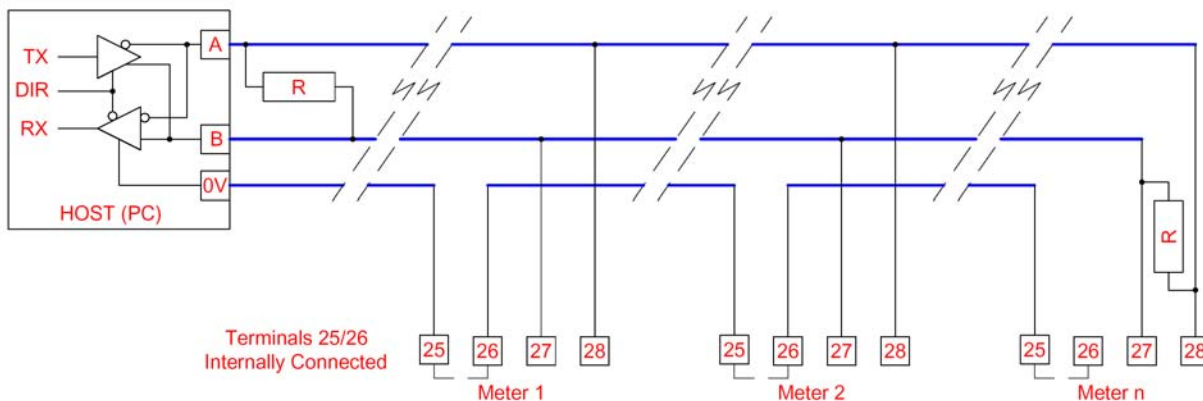 TX
DIR
RX
A
B
0V
HOST (PC)
R
R
Terminals 25/26
Internally Connected
25
26
27
28
Meter 1
25
26
27
28
Meter 2
25
26
27
28
Meter n